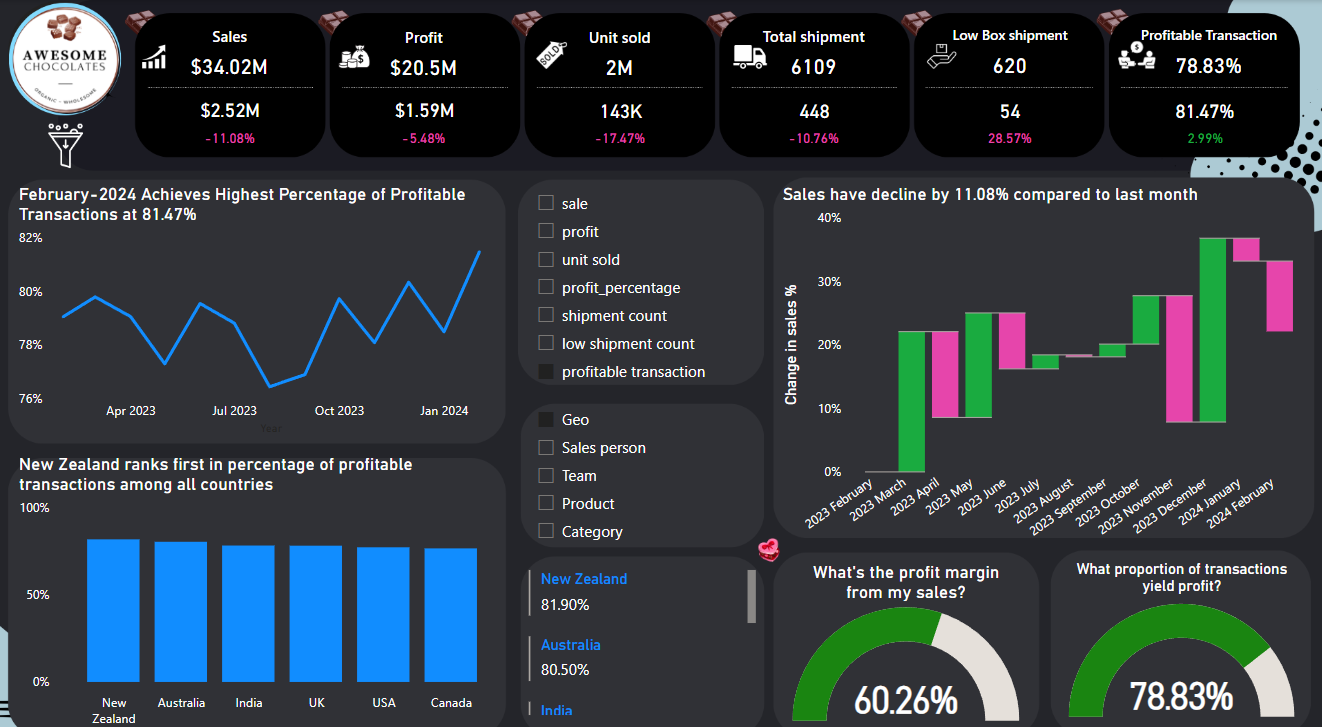 AWESOME
CHOCOLATES
ORGANIC - WHOLESOME
Sales
$34.02M
$2.52M
-11.08%
Profit
$20.5M
$1.59M
-5.48%
SOLD
Unit sold
2M
143K
-17.47%
Total shipment
6109
448
-10.76%
Low Box shipment
620
54
28.57%
Profitable Transaction
78.83%
81.47%
2.99%
February-2024 Achieves Highest Percentage of Profitable
Transactions at 81.47%
82%
80%
78%
76%
Apr 2023
Jul 2023
Oct 2023
Jan 2024
Year
New Zealand ranks first in percentage of profitable
transactions among all countries
100%
50%
0%
New
Zealand
Australia
India
UK
USA
Canada
sale
profit
unit sold
profit_percentage
shipment count
low shipment count
profitable transaction
Geo
Sales person
Team
Product
Category
New Zealand
81.90%
Australia
80.50%
India
Sales have decline by 11.08% compared to last month
Change in sales %
40%
30%
20%
10%
0%
2023 February
2023 March
2023 April
2023 May
2023 June
2023 July
2023 August
2023 September
2023 October
2023 November
2023 December
2024 January
2024 February
What's the profit margin
from my sales?
60.26%
What proportion of transactions
yield profit?
78.83%